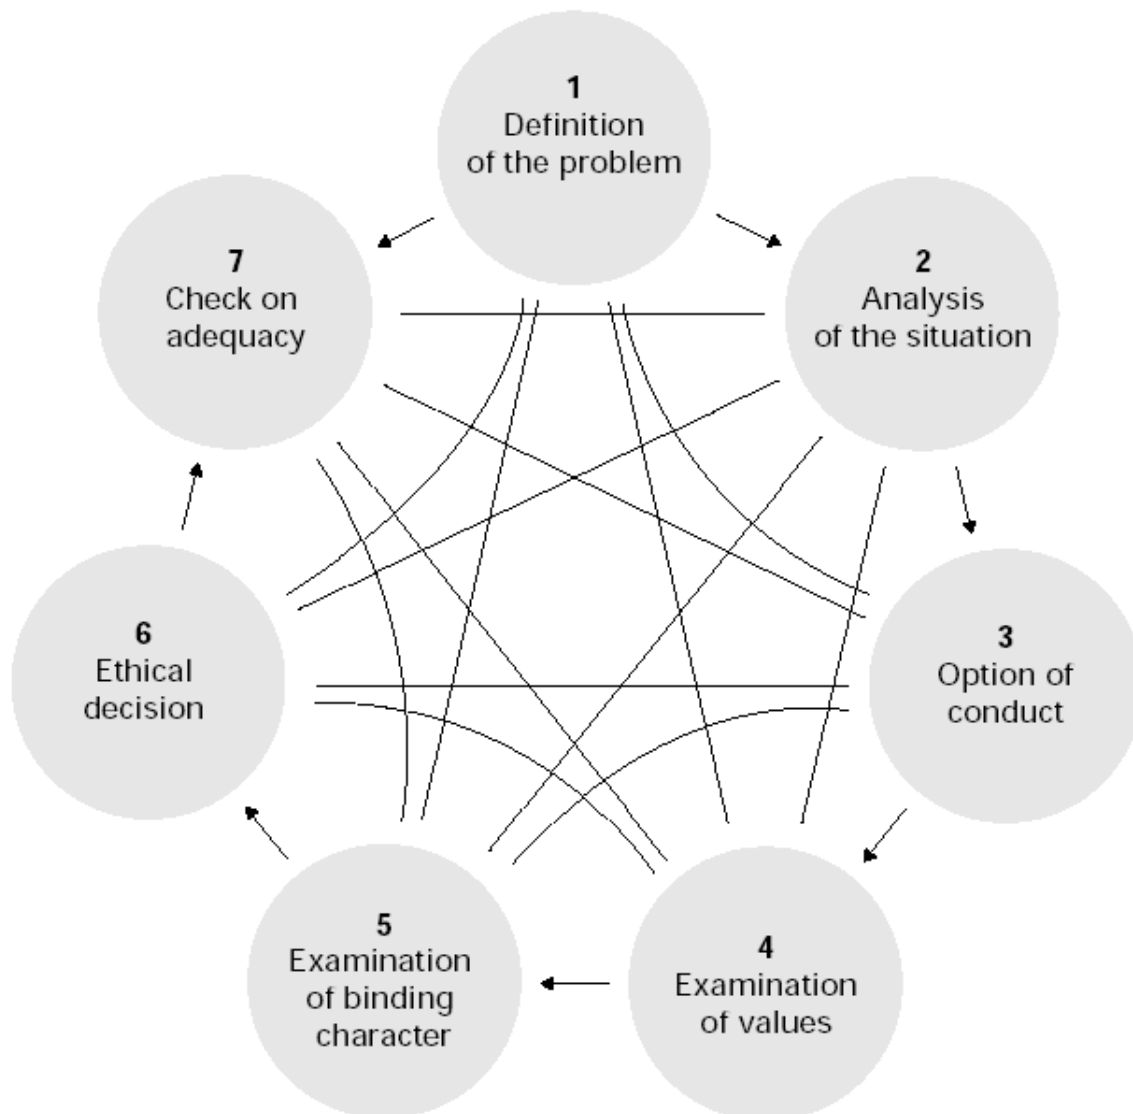 1
Definition
of the problem
2
Analysis
of the situation
3
Option of
conduct
4
Examination
of values
5
Examination
of binding
character
6
Ethical
decision
7
Check on
adequacy